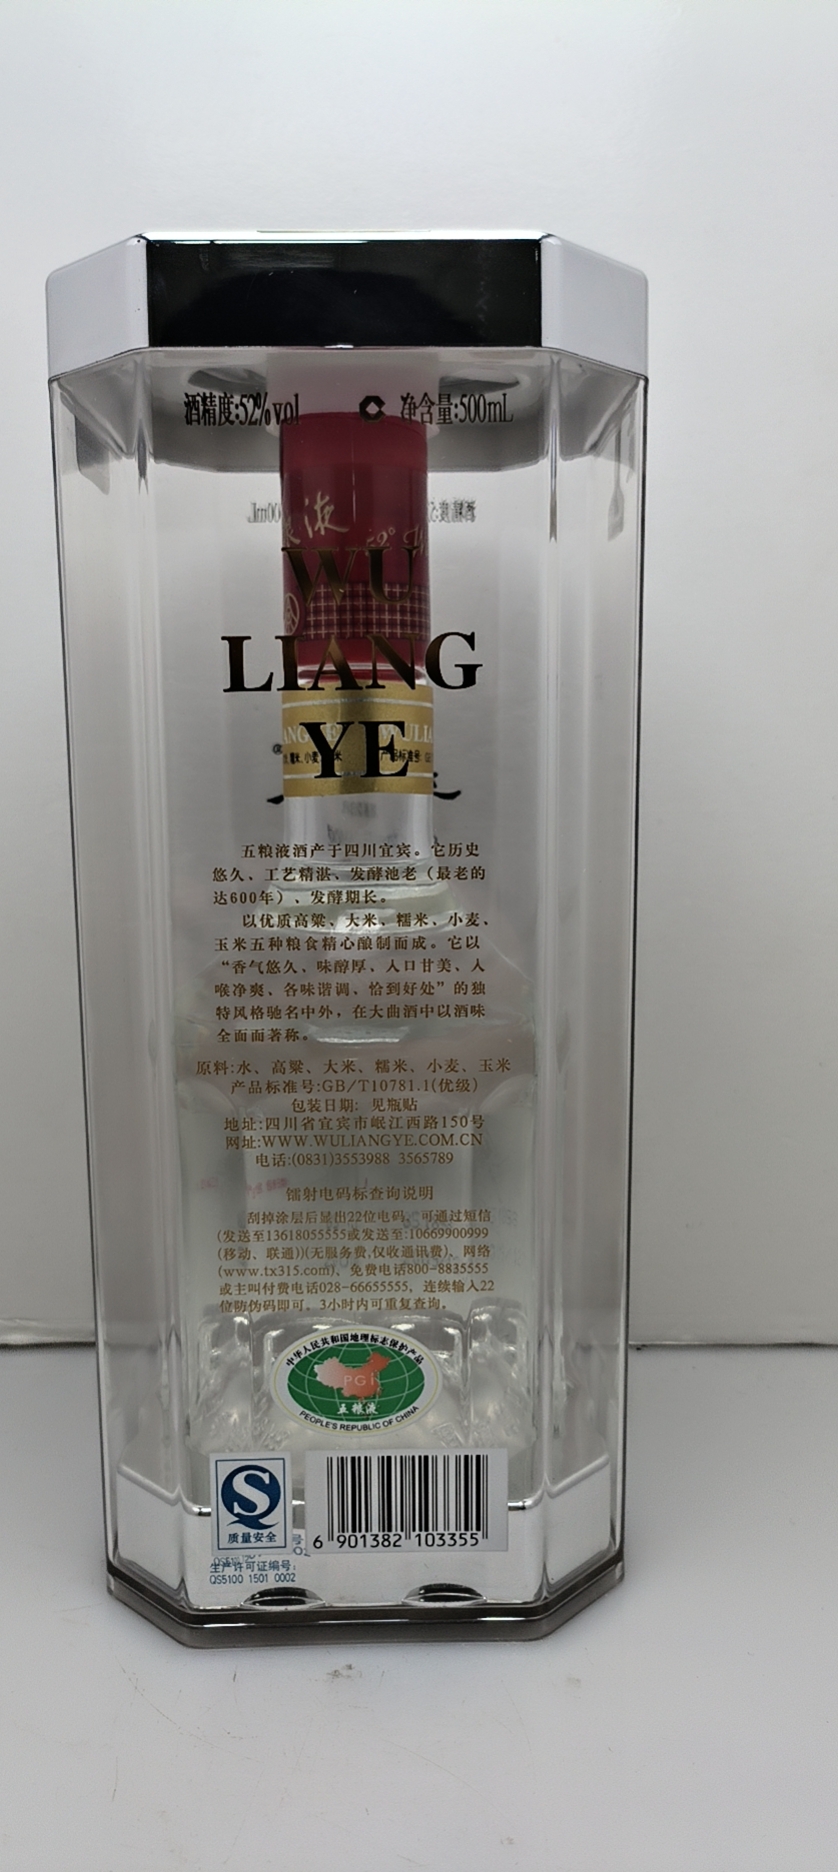 酒精度:52%vol 净含量:500mL
液
52°
WU
LIANG
YE
五粮液酒产于四川宜宾。它历史
悠久、工艺精湛、发酵池老（最老的
达600年）、发酵期长。
以优质高粱、大米、糯米、小麦、
玉米五种粮食精心酿制而成。它以
“香气悠久、味醇厚、入口甘美、入
喉净爽、各味谐调、恰到好处”的独
特风格驰名中外，在大曲酒中以酒味
全面而著称。
原料:水、高粱、大米、糯米、小麦、玉米
产品标准号:GB/T10781.1(优级)
包装日期: 见瓶贴
地址:四川省宜宾市岷江西路150号
网址:WWW.WULIANGYE.COM.CN
电话:(0831)3553988 3565789
镭射电码标查询说明
刮掉涂层后显出22位电码，可通过短信
(发送至13618055555或发送至:10669900999
(移动、联通))(无服务费,仅收通讯费)、网络
(www.tx315.com)，免费电话800-8835555
或主叫付费电话028-66655555，连续输入22
位防伪码即可，3小时内可重复查询。
中华人民共和国地理标志保护产品
PGI
五粮液
PEOPLE'S REPUBLIC OF CHINA
质量安全
6 901382 103355
生产许可证编号:
QS5100 1501 0002